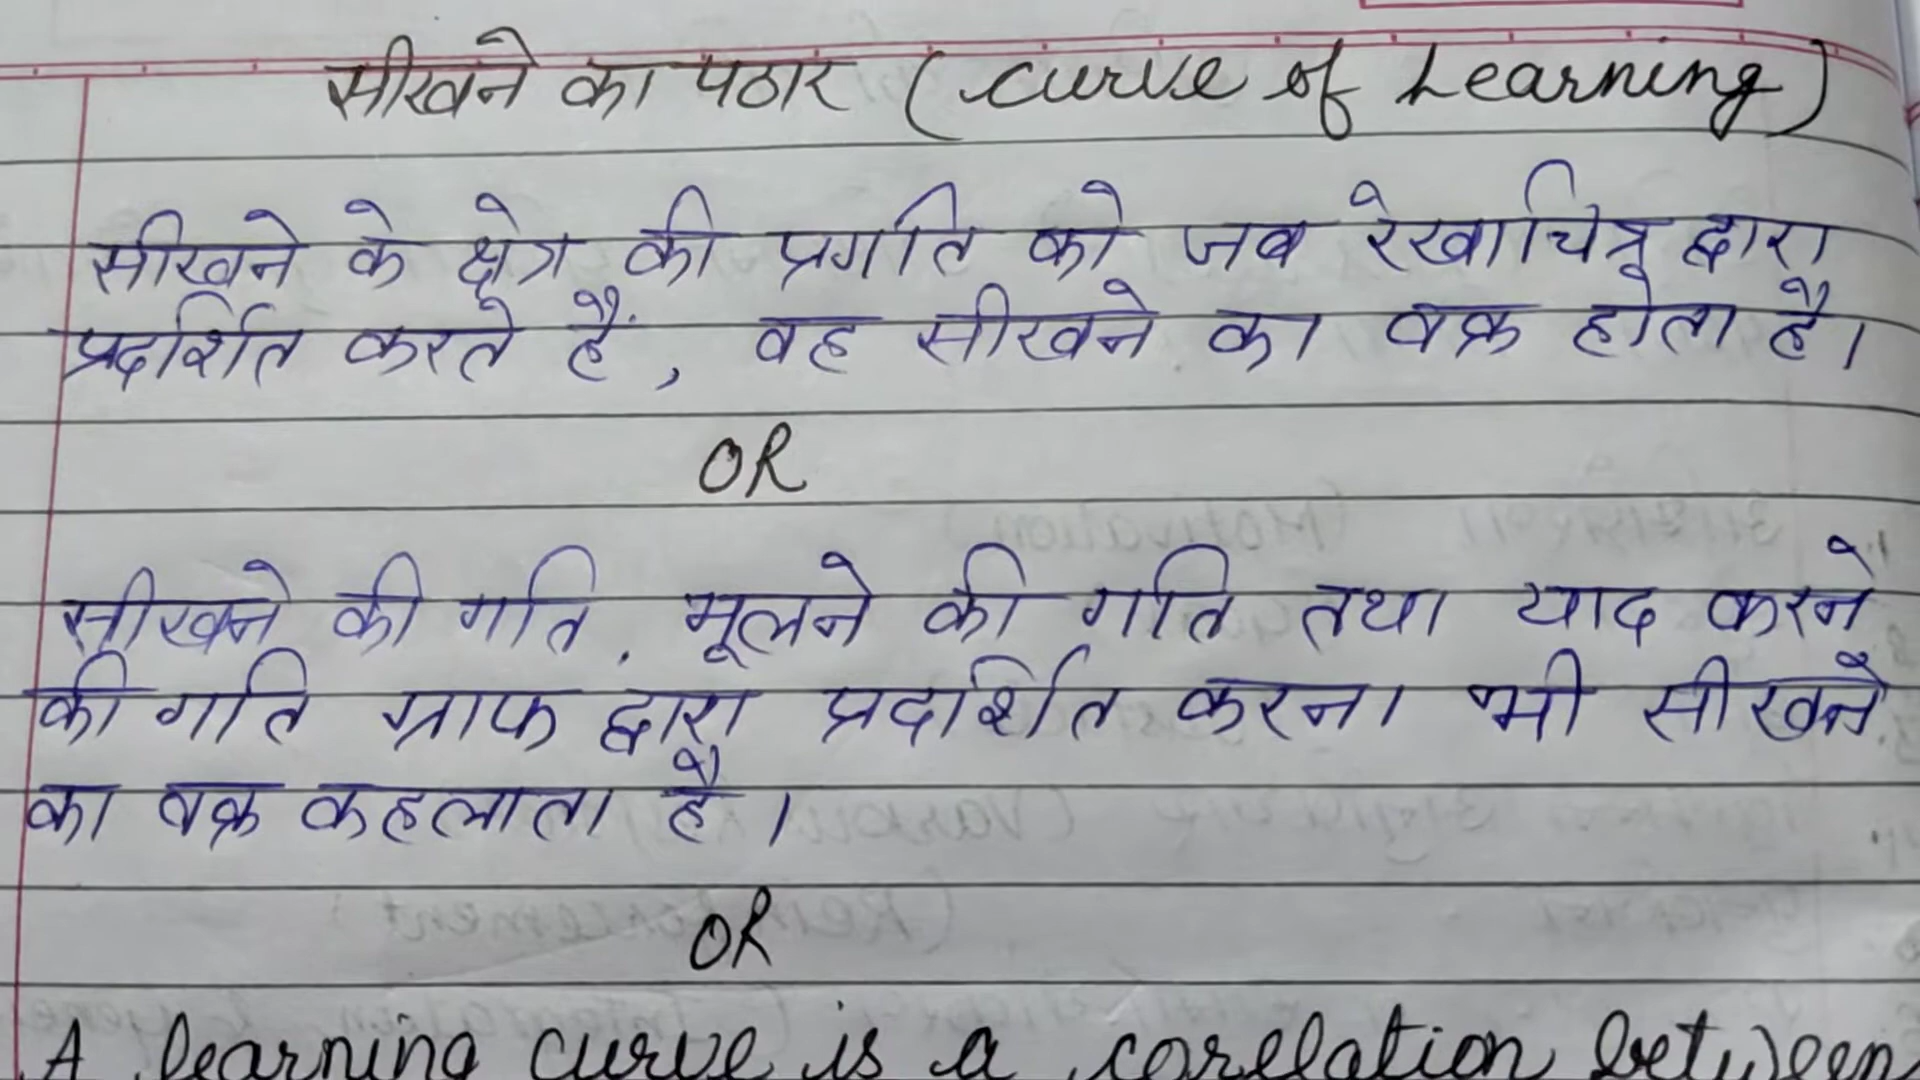 सीखने का पठार (curve of Learning)
सीखने के क्षेत्र की प्रगति को जब रेखाचित्र द्वारा
प्रदर्शित करते हैं, वह सीखने का वक्र होता है।
OR
सीखने की गति, भूलने की गति तथा याद करने
की गति ग्राफ द्वारा प्रदर्शित करना भी सीखने
का वक्र कहलाता है।
OR
A learning curve is a corelation between